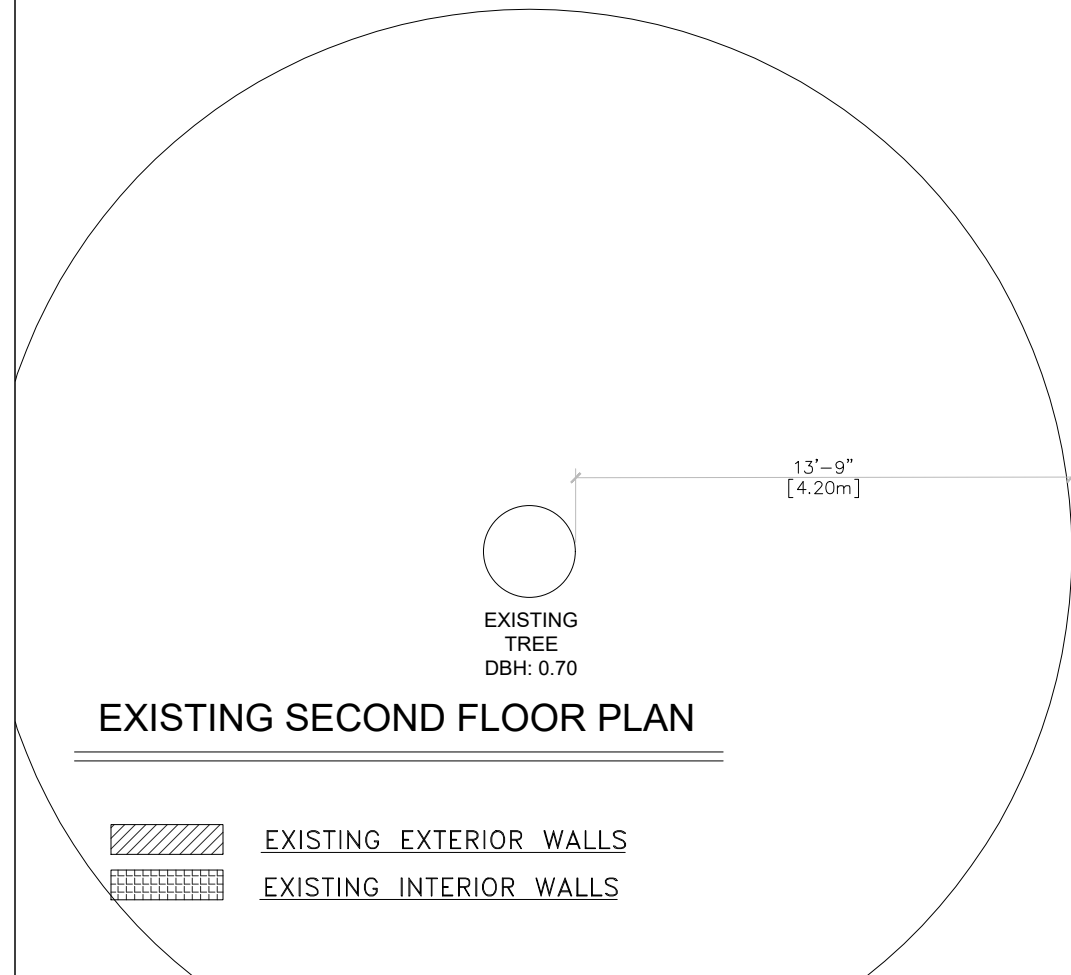 13'-9"
[4.20m]
EXISTING
TREE
DBH: 0.70
EXISTING SECOND FLOOR PLAN
EXISTING EXTERIOR WALLS
EXISTING INTERIOR WALLS